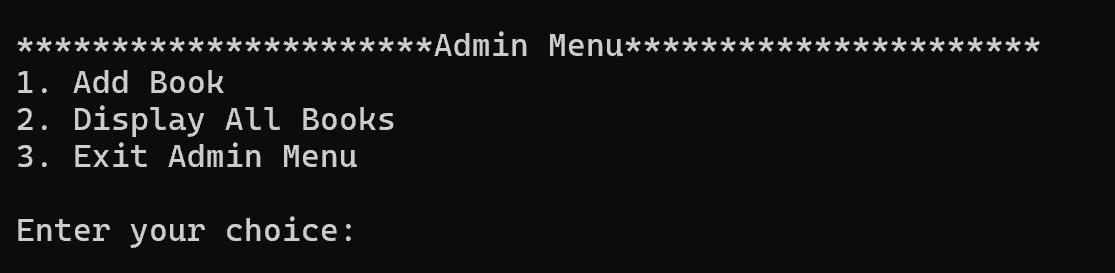 **********************Admin Menu**********************
1. Add Book
2. Display All Books
3. Exit Admin Menu
Enter your choice: